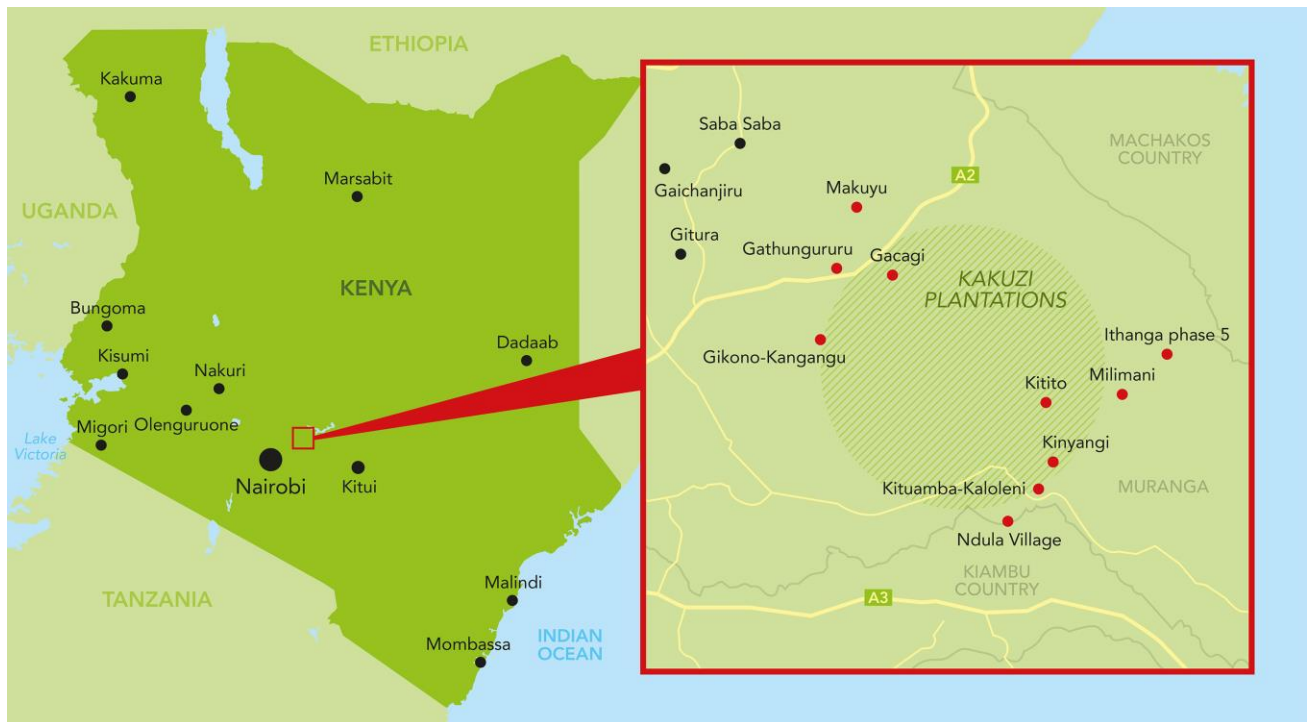 ETHIOPIA
Kakuma
Marsabit
UGANDA
KENYA
Bungoma
Kisumi
Nakuri
Dadaab
Migori
Olenguruone
Lake
Victoria
Nairobi
Kitui
TANZANIA
Malindi
Mombassa
INDIAN
OCEAN
Saba Saba
MACHAKOS
COUNTRY
A2
Gaichanjiru
Makuyu
Gitura
Gathungururu
Gacagi
KAKUZI
PLANTATIONS
Ithanga phase 5
Gikono-Kangangu
Kitito
Milimani
Kinyangi
Kituamba-Kaloleni
MURANGA
Ndula Village
KIAMBU
COUNTRY
A3